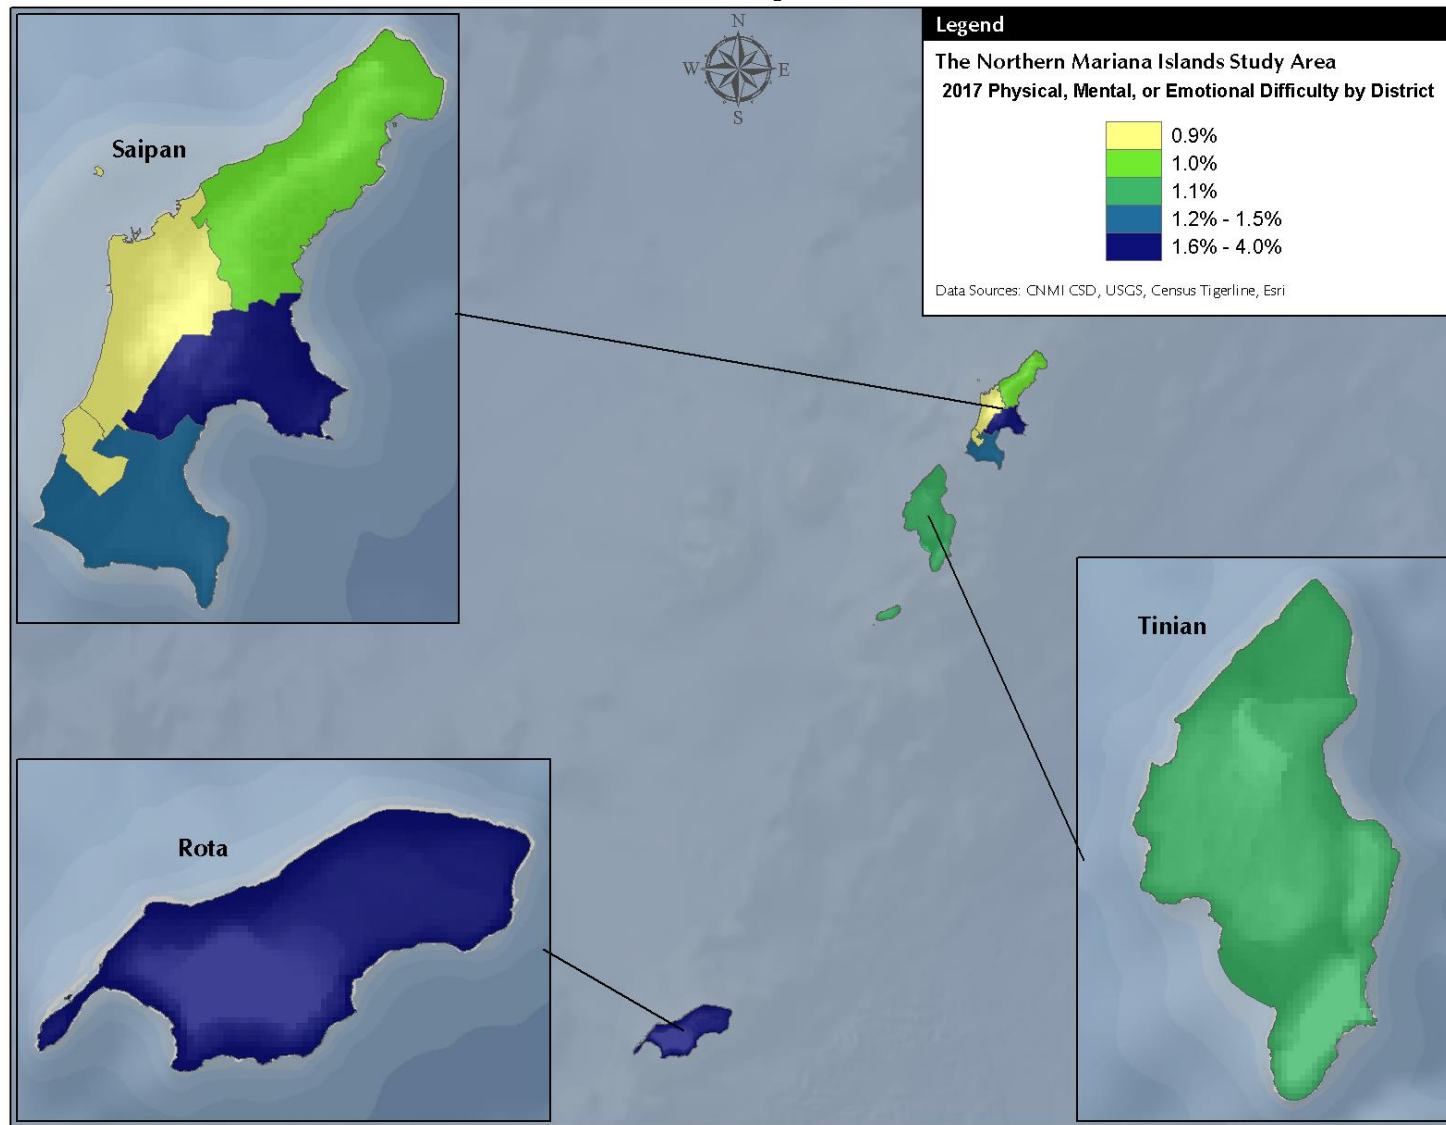 N
W E
S
Legend
The Northern Mariana Islands Study Area
2017 Physical, Mental, or Emotional Difficulty by District
0.9%
1.0%
1.1%
1.2% - 1.5%
1.6% - 4.0%
Data Sources: CNMI CSD, USGS, Census Tigerline, Esri
Saipan
Tinian
Rota